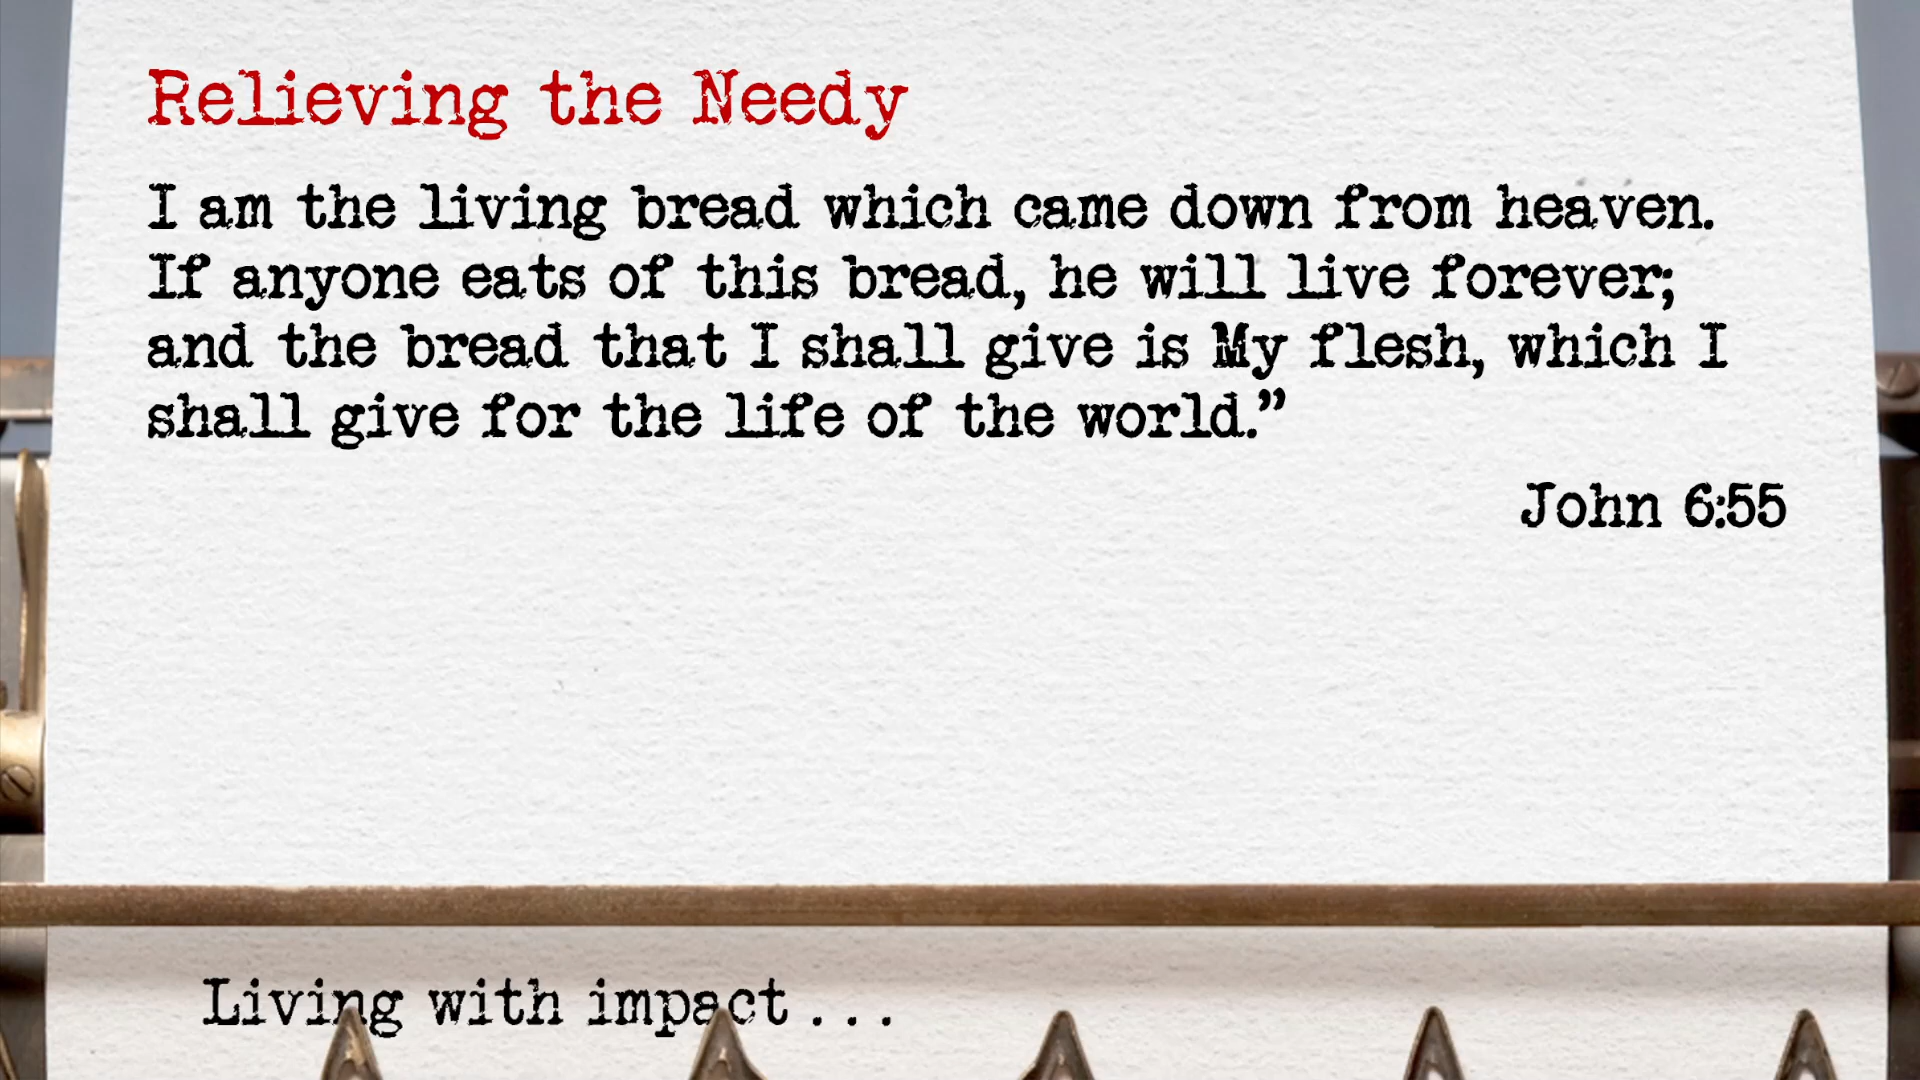 Relieving the Needy
I am the living bread which came down from heaven.
If anyone eats of this bread, he will live forever;
and the bread that I shall give is My flesh, which I
shall give for the life of the world.”
John 6:55
Living with impact . . .